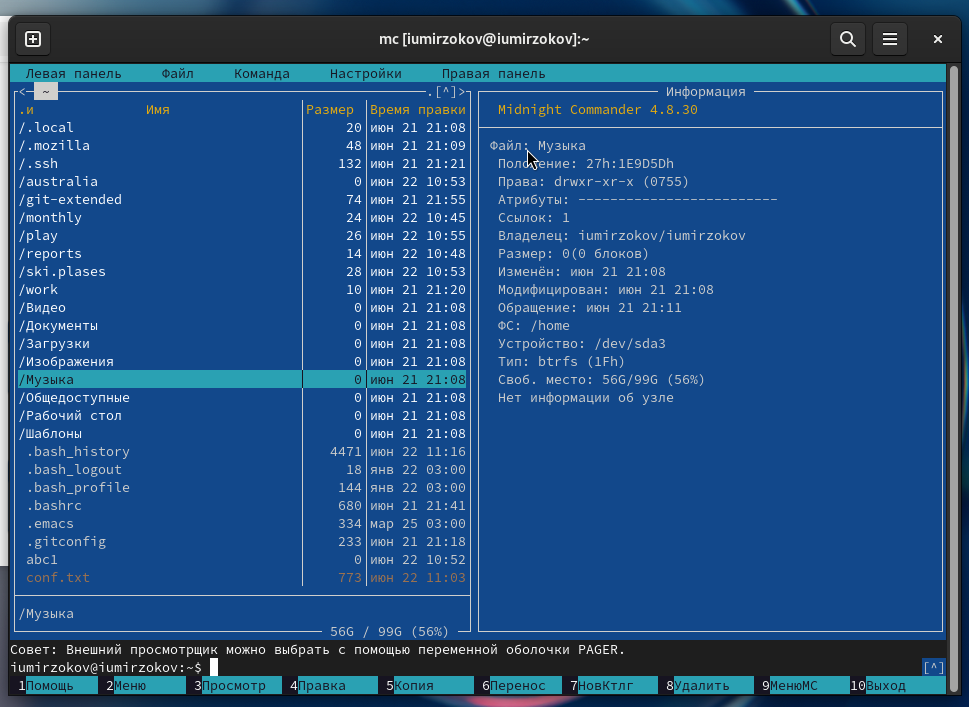 mc [iumirzokov@iumirzokov]:~
Левая панель Файл Команда Настройки Правая панель
<─ ~ .[^]>
.и Имя Размер Время правки
/.local 20 июн 21 21:08
/.mozilla 48 июн 21 21:09
/.ssh 132 июн 21 21:21
/australia 0 июн 22 10:53
/git-extended 74 июн 21 21:55
/monthly 24 июн 22 10:45
/play 26 июн 22 10:55
/reports 14 июн 22 10:48
/ski.plases 28 июн 22 10:53
/work 10 июн 21 21:20
/Видео 0 июн 21 21:08
/Документы 0 июн 21 21:08
/Загрузки 0 июн 21 21:08
/Изображения 0 июн 21 21:08
/Музыка 0 июн 21 21:08
/Общедоступные 0 июн 21 21:08
/Рабочий стол 0 июн 21 21:08
/Шаблоны 0 июн 21 21:08
.bash_history 4471 июн 22 11:16
.bash_logout 18 янв 22 03:00
.bash_profile 144 янв 22 03:00
.bashrc 680 июн 21 21:41
.emacs 334 мар 25 03:00
.gitconfig 233 июн 21 21:18
abc1 0 июн 22 10:52
conf.txt 773 июн 22 11:03
/Музыка
56G / 99G (56%)
Информация
Midnight Commander 4.8.30
Файл: Музыка
Положение: 27h:1E9D5Dh
Права: drwxr-xr-x (0755)
Атрибуты: -------------------------
Ссылок: 1
Владелец: iumirzokov/iumirzokov
Размер: 0(0 блоков)
Изменён: июн 21 21:08
Модифицирован: июн 21 21:08
Обращение: июн 21 21:11
ФС: /home
Устройство: /dev/sda3
Тип: btrfs (1Fh)
Своб. место: 56G/99G (56%)
Нет информации об узле
Совет: Внешний просмотрщик можно выбрать с помощью переменной оболочки PAGER.
iumirzokov@iumirzokov:~$ [^]
1Помощь 2Меню 3Просмотр 4Правка 5Копия 6Перенос 7НовКтлг 8Удалить 9МенюMC 10Выход